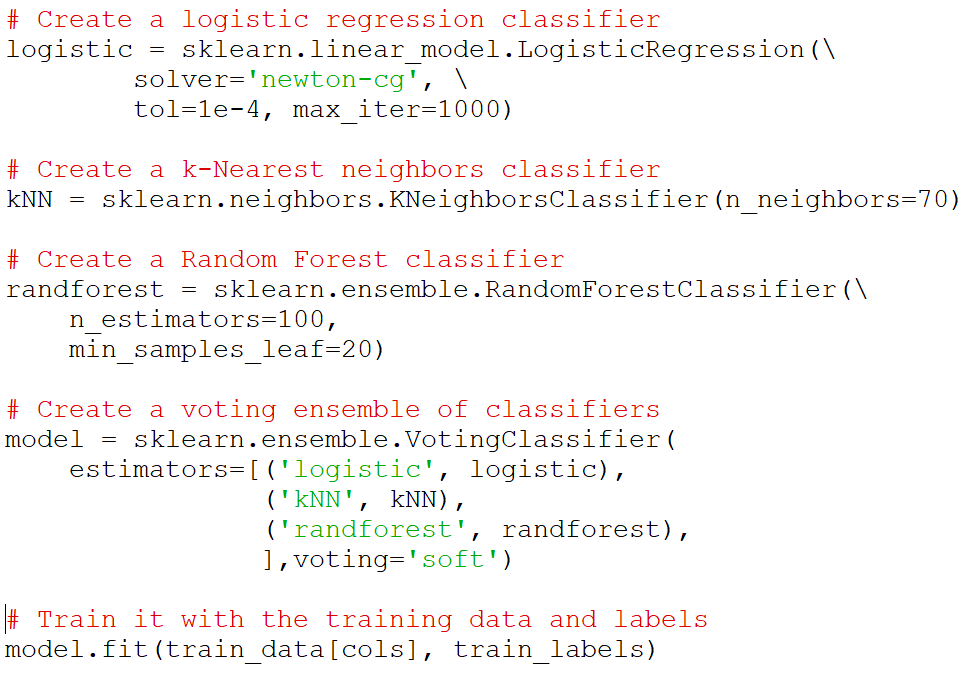 # Create a logistic regression classifier
logistic = sklearn.linear_model.LogisticRegression(\
        solver='newton-cg', \
        tol=1e-4, max_iter=1000)

# Create a k-Nearest neighbors classifier
kNN = sklearn.neighbors.KNeighborsClassifier(n_neighbors=70)

# Create a Random Forest classifier
randforest = sklearn.ensemble.RandomForestClassifier(\
    n_estimators=100,
    min_samples_leaf=20)

# Create a voting ensemble of classifiers
model = sklearn.ensemble.VotingClassifier(
    estimators=[('logistic', logistic),
                ('kNN', kNN),
                ('randforest', randforest),
                ],voting='soft')

# Train it with the training data and labels
model.fit(train_data[cols], train_labels)